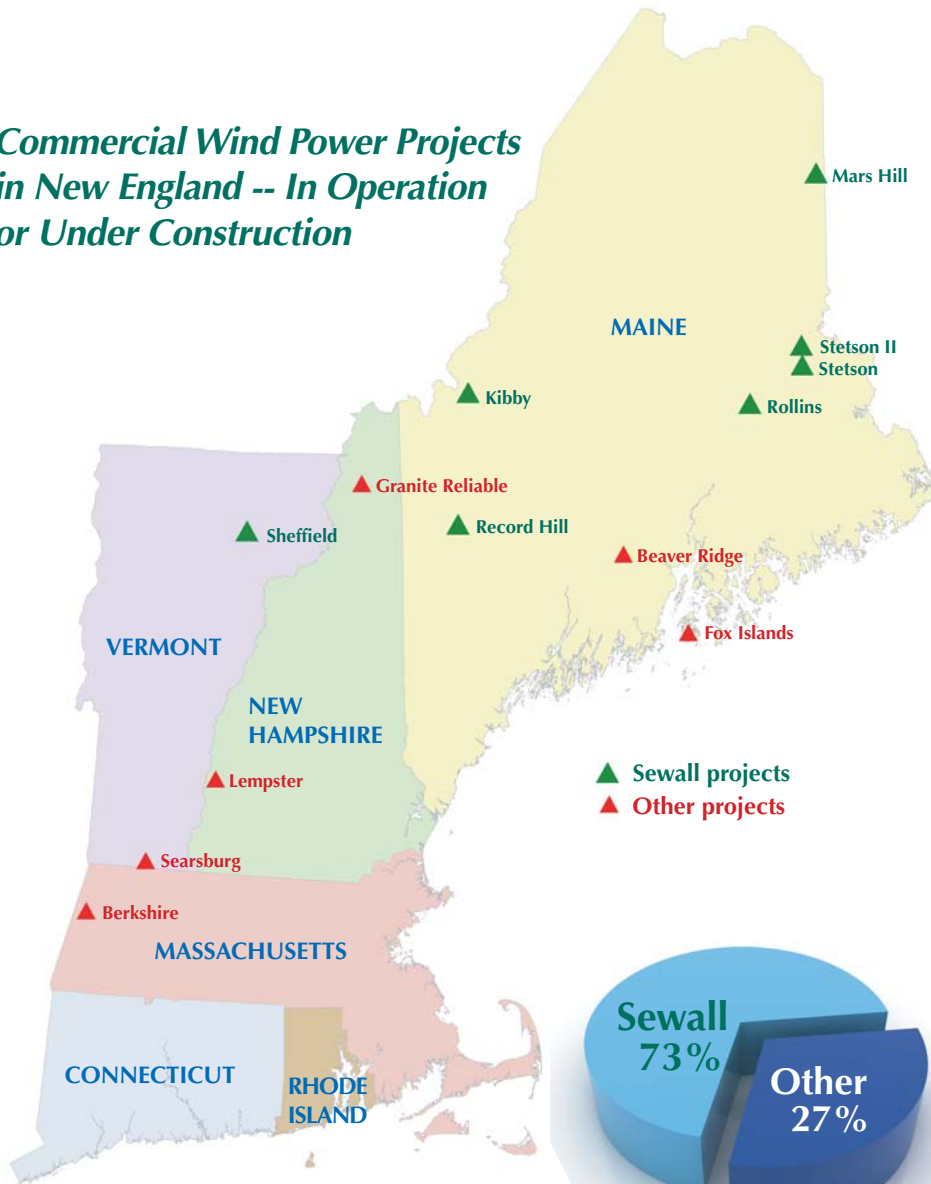 Commercial Wind Power Projects
in New England -- In Operation
or Under Construction
Mars Hill
MAINE
Stetson II
Stetson
Kibby
Rollins
Granite Reliable
Sheffield
Record Hill
Beaver Ridge
Fox Islands
VERMONT
NEW
HAMPSHIRE
Lempster
Sewall projects
Other projects
Searsburg
Berkshire
MASSACHUSETTS
Sewall
73%
CONNECTICUT
RHODE
ISLAND
Other
27%